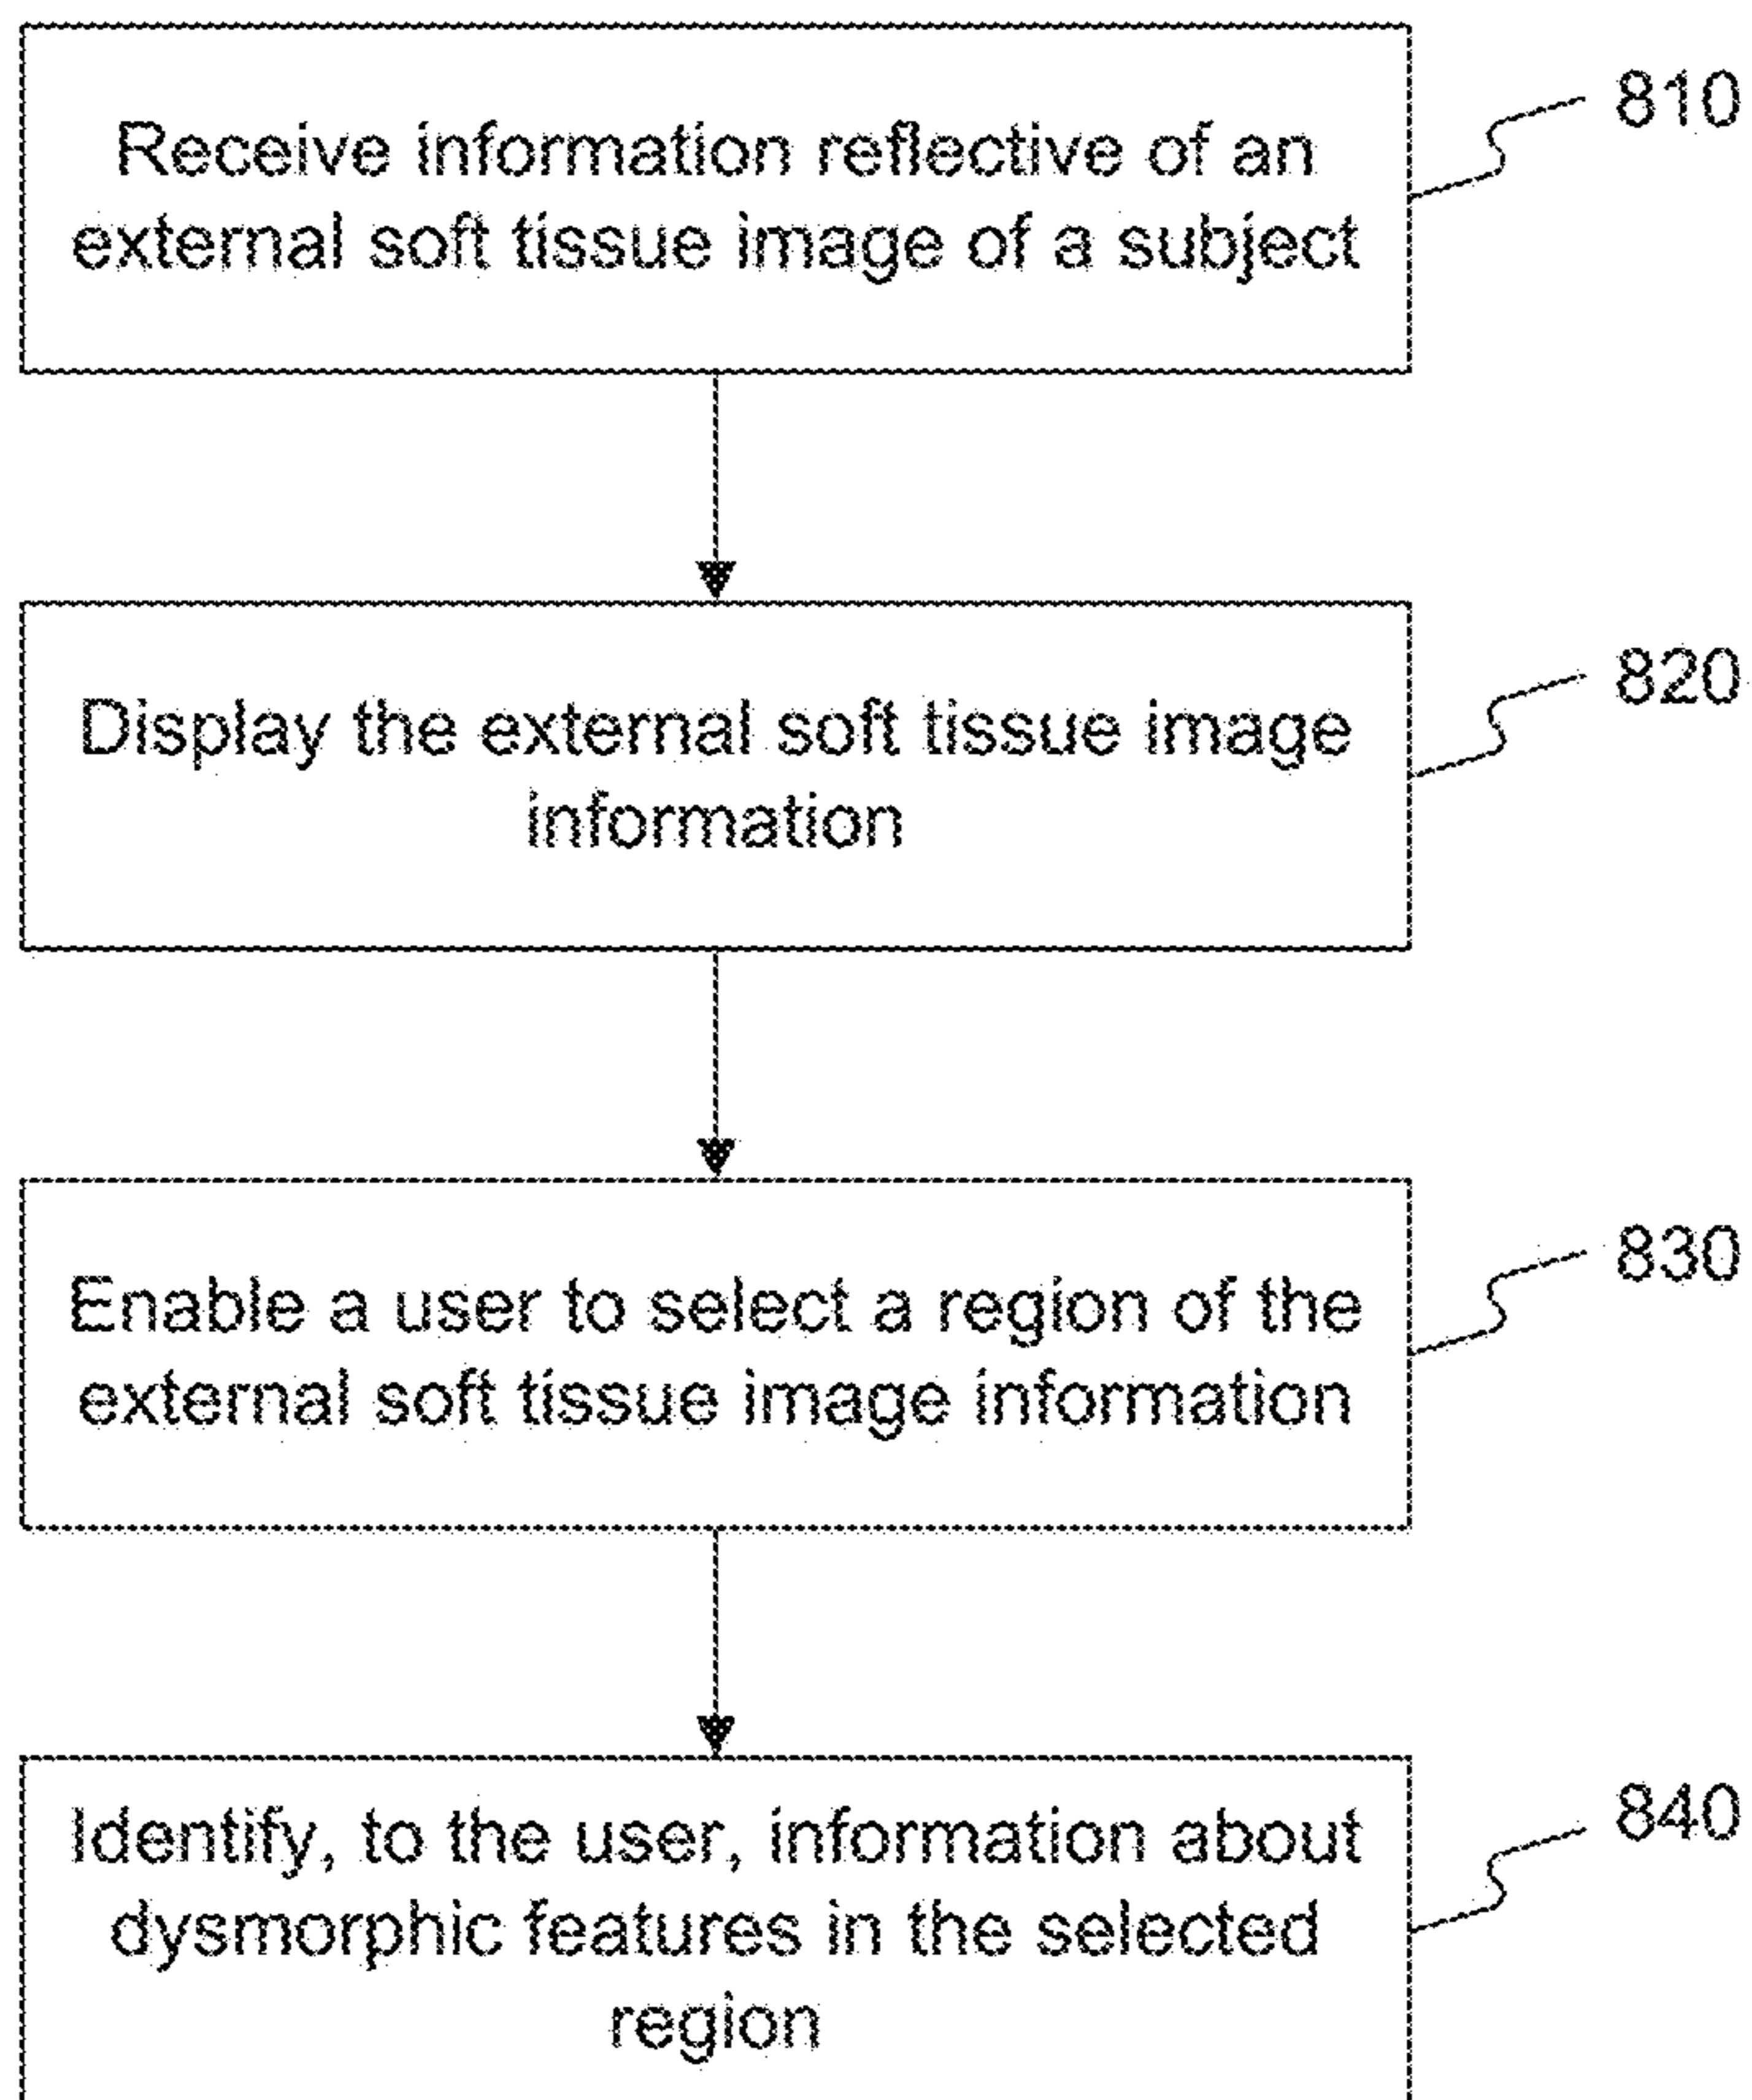 Receive information reflective of an
external soft tissue image of a subject
810
Display the external soft tissue image
information
820
Enable a user to select a region of the
external soft tissue image information
830
Identify, to the user, information about
dysmorphic features in the selected
region
840